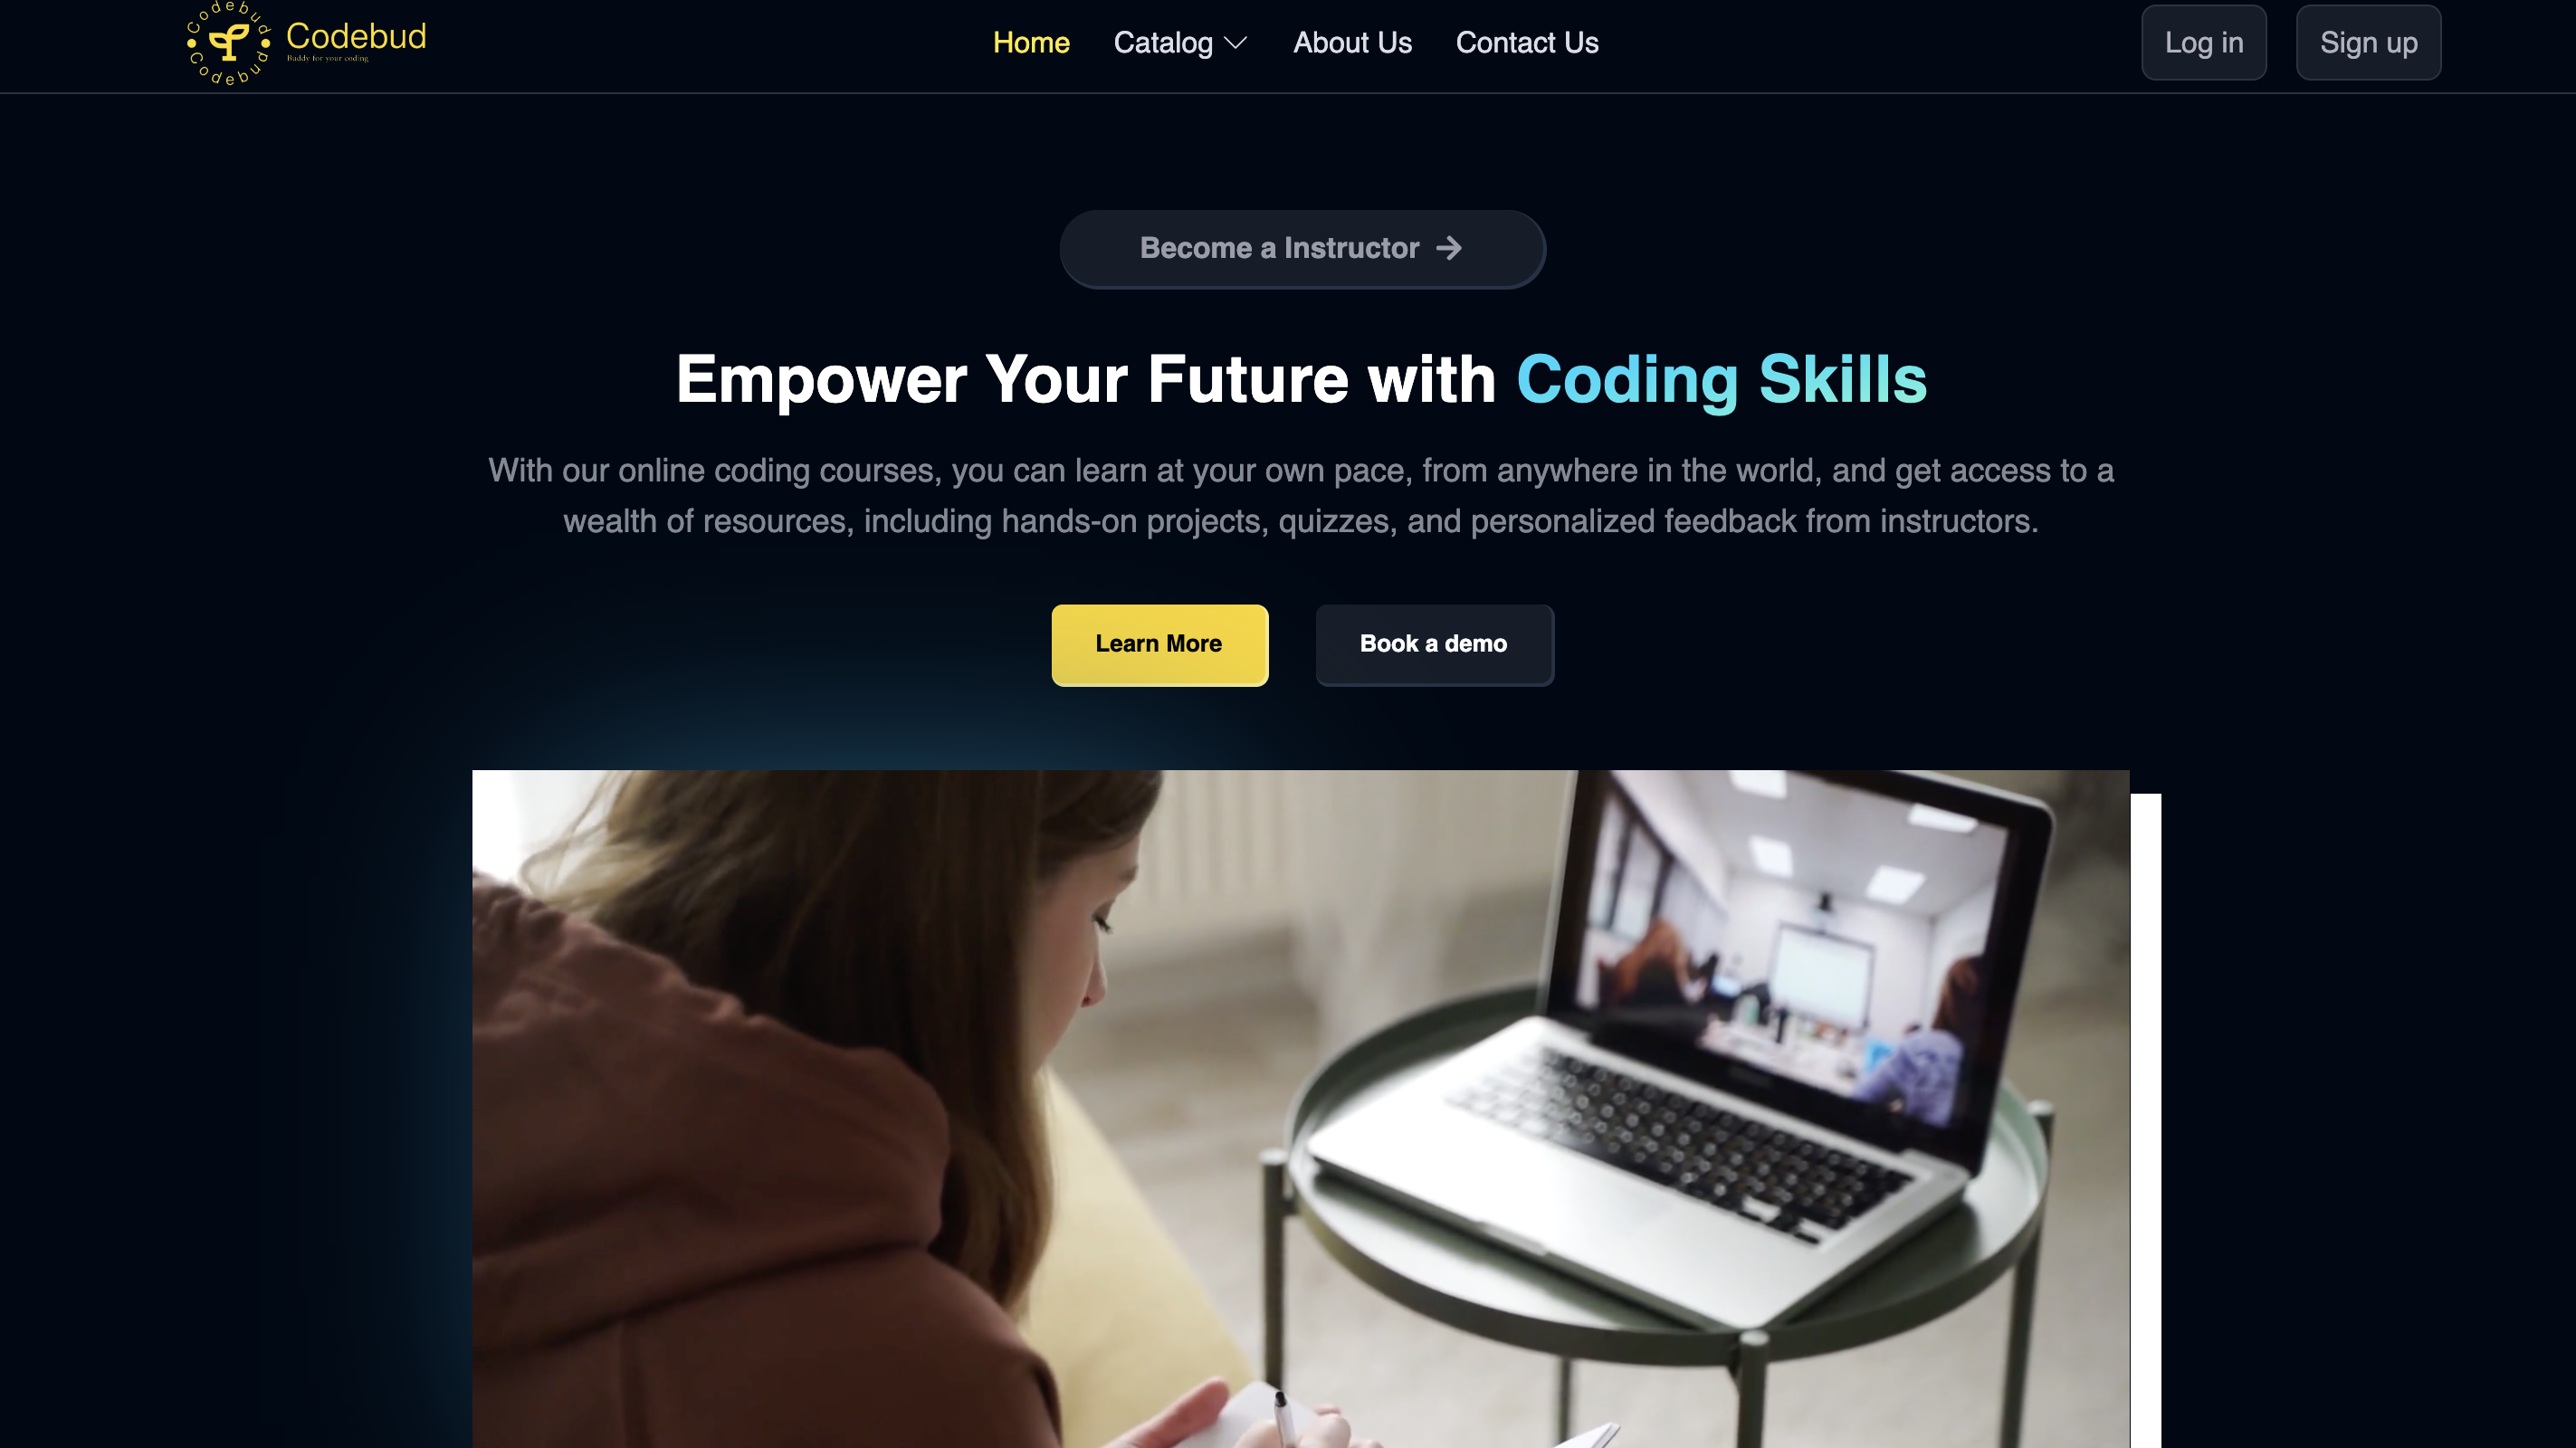 Codebud
Codebud
Codebud
Buddy for your coding
Home
Catalog
About Us
Contact Us
Log in
Sign up
Become a Instructor
Empower Your Future with Coding Skills
With our online coding courses, you can learn at your own pace, from anywhere in the world, and get access to a
wealth of resources, including hands-on projects, quizzes, and personalized feedback from instructors.
Learn More
Book a demo